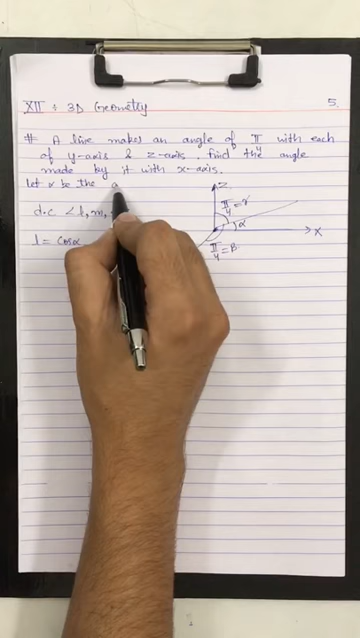 XII ÷ 3D Geometry 5.
# A line makes an angle of π/4 with each
of y-axis & z-axis. find the angle
made by it with x-axis.
let α be the a
z
π/4 = γ
d.c <l, m,
α
x
l = cosα
π/4 = β